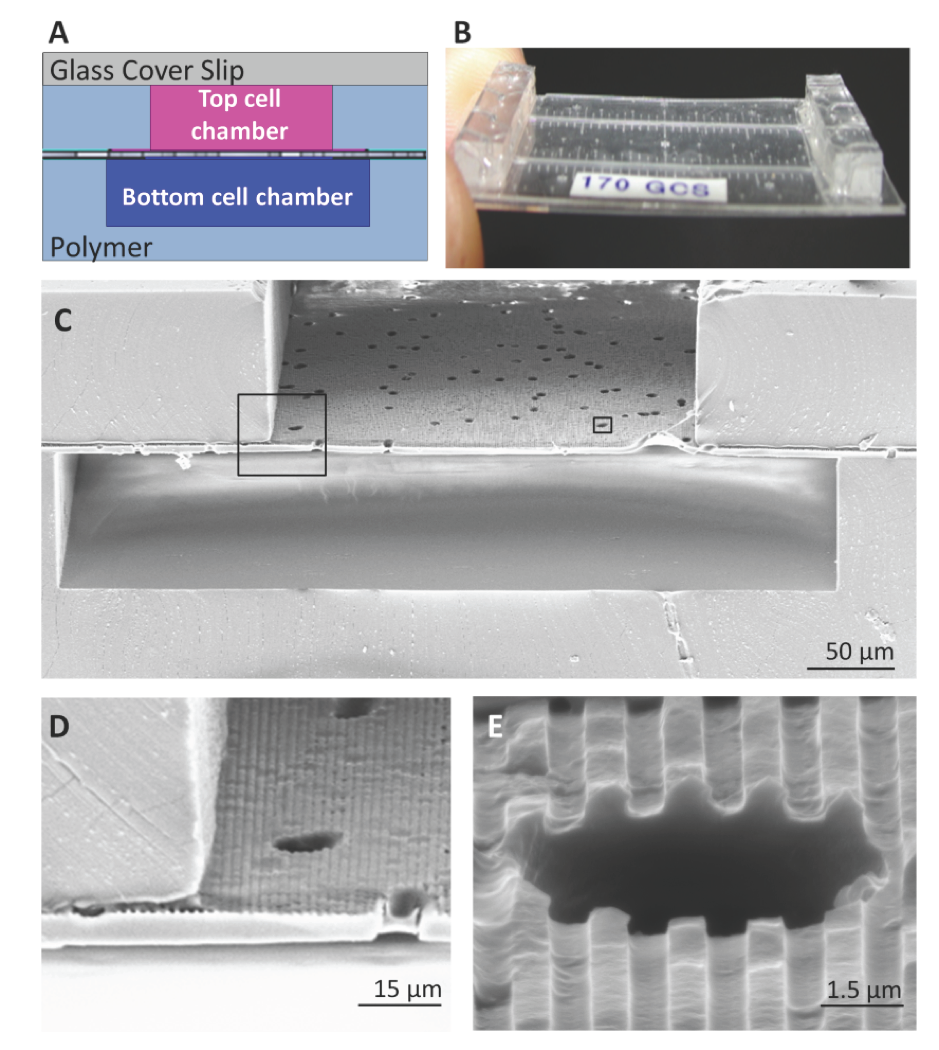 A
Glass Cover Slip
Top cell
chamber
Bottom cell chamber
Polymer
B
170 GCS
C
50 µm
D
15 µm
E
1.5 µm